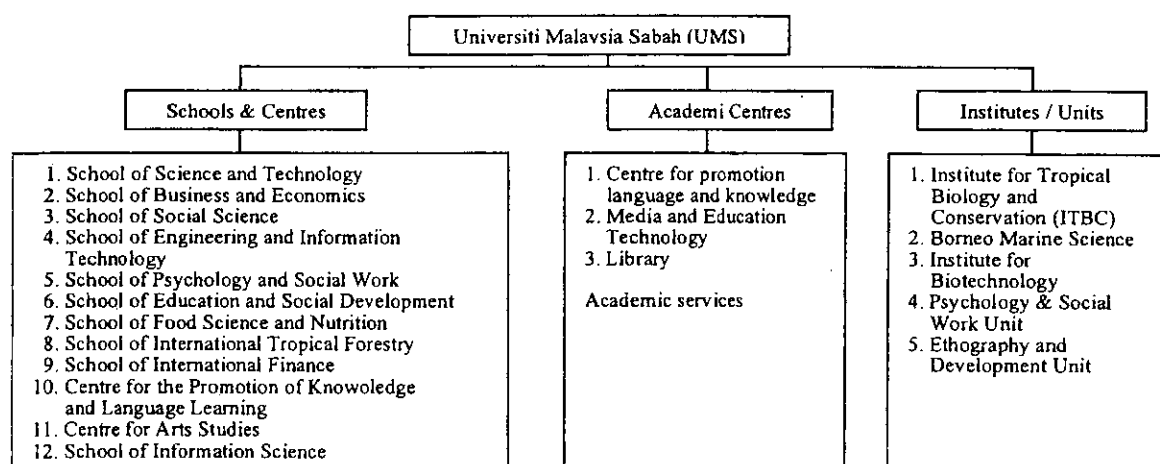 Universiti Malavsia Sabah (UMS)
Schools & Centres
1. School of Science and Technology
2. School of Business and Economics
3. School of Social Science
4. School of Engineering and Information
Technology
5. School of Psychology and Social Work
6. School of Education and Social Development
7. School of Food Science and Nutrition
8. School of International Tropical Forestry
9. School of International Finance
10. Centre for the Promotion of Knowoledge
and Language Learning
11. Centre for Arts Studies
12. School of Information Science
Academi Centres
1. Centre for promotion
language and knowledge
2. Media and Education
Technology
3. Library
Academic services
Institutes / Units
1. Institute for Tropical
Biology and
Conservation (ITBC)
2. Borneo Marine Science
3. Institute for
Biotechnology
4. Psychology & Social
Work Unit
5. Ethography and
Development Unit